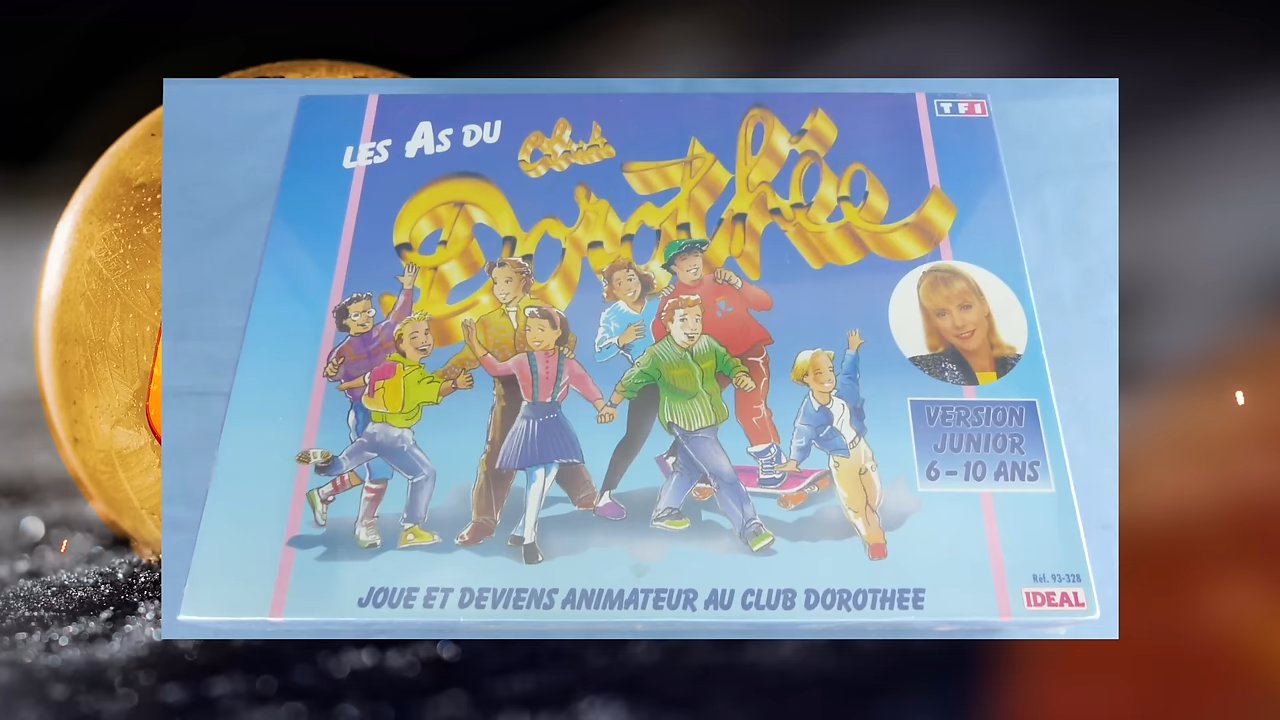 LES AS DU
Club
Dorothée
TF1
VERSION
JUNIOR
6-10 ANS
JOUE ET DEVIENS ANIMATEUR AU CLUB DOROTHEE
Réf. 93-328
IDEAL